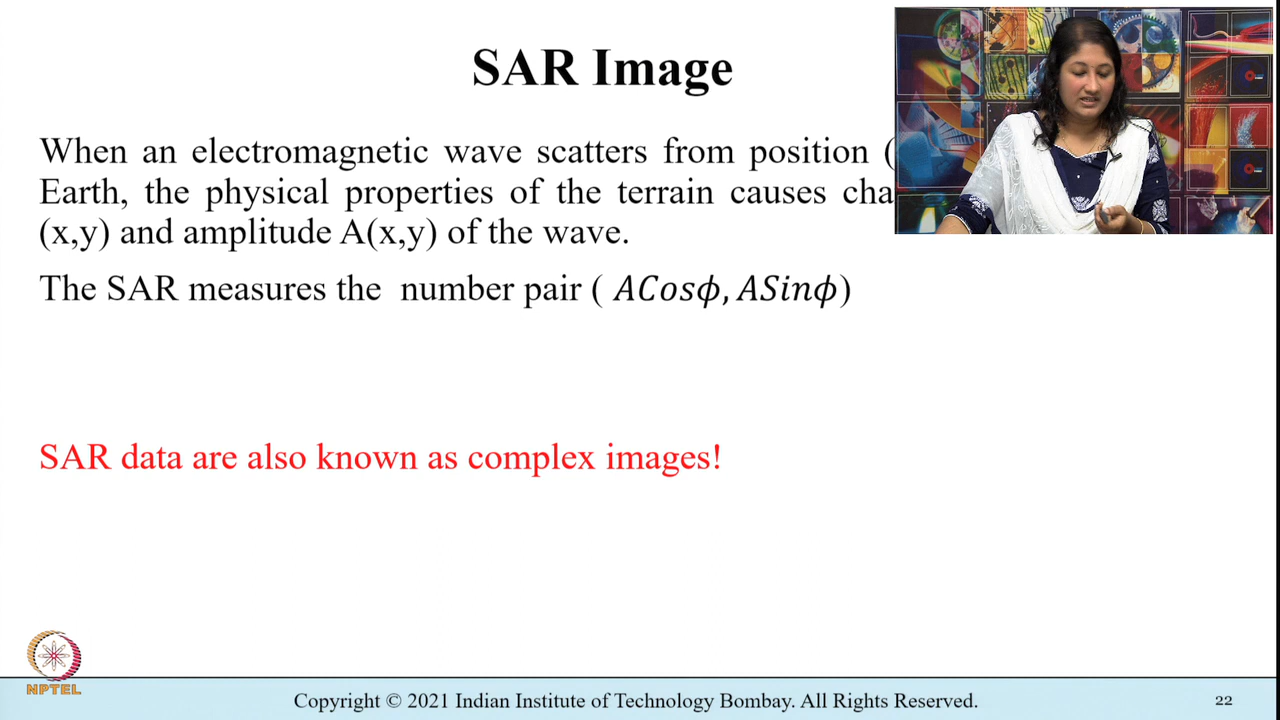 SAR Image
When an electromagnetic wave scatters from position (
Earth, the physical properties of the terrain causes cha
(x,y) and amplitude A(x,y) of the wave.
The SAR measures the number pair ( ACosϕ, ASinϕ)
SAR data are also known as complex images!
NPTEL
Copyright © 2021 Indian Institute of Technology Bombay. All Rights Reserved.
22